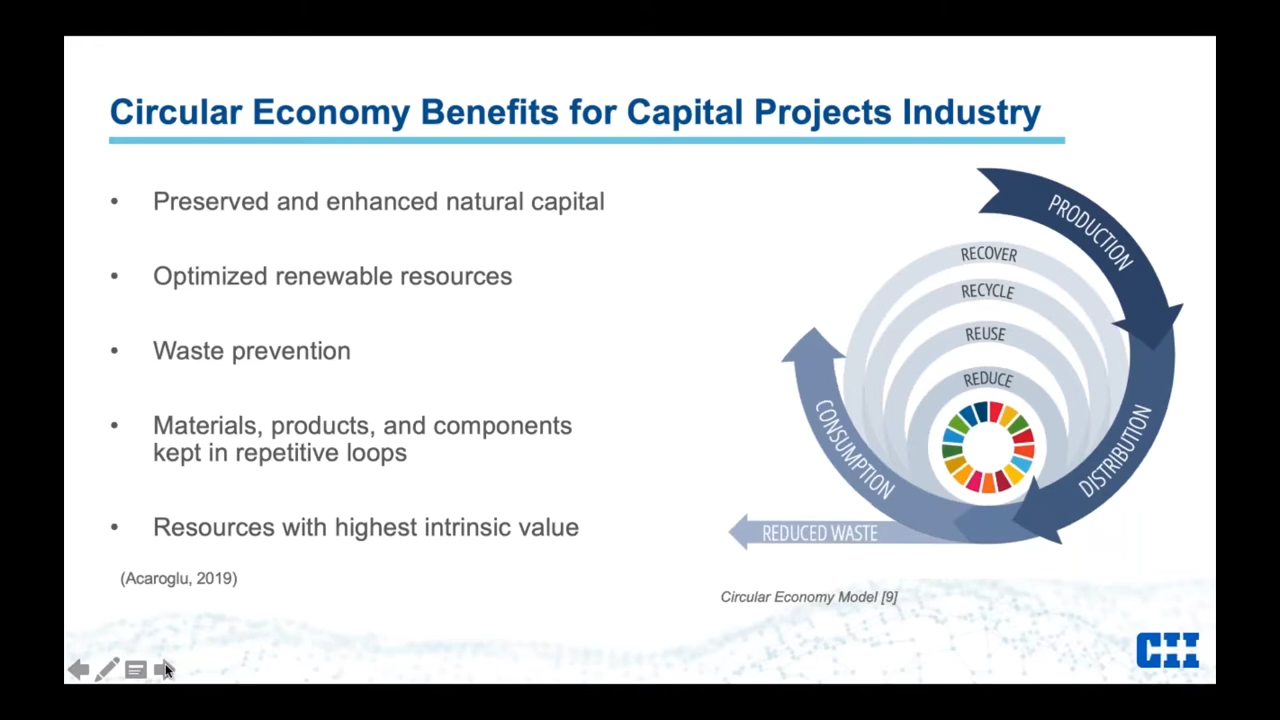 Circular Economy Benefits for Capital Projects Industry
• Preserved and enhanced natural capital
• Optimized renewable resources
• Waste prevention
• Materials, products, and components
kept in repetitive loops
• Resources with highest intrinsic value
(Acaroglu, 2019)
PRODUCTION
RECOVER
RECYCLE
REUSE
REDUCE
CONSUMPTION
DISTRIBUTION
REDUCED WASTE
Circular Economy Model [9]
CII